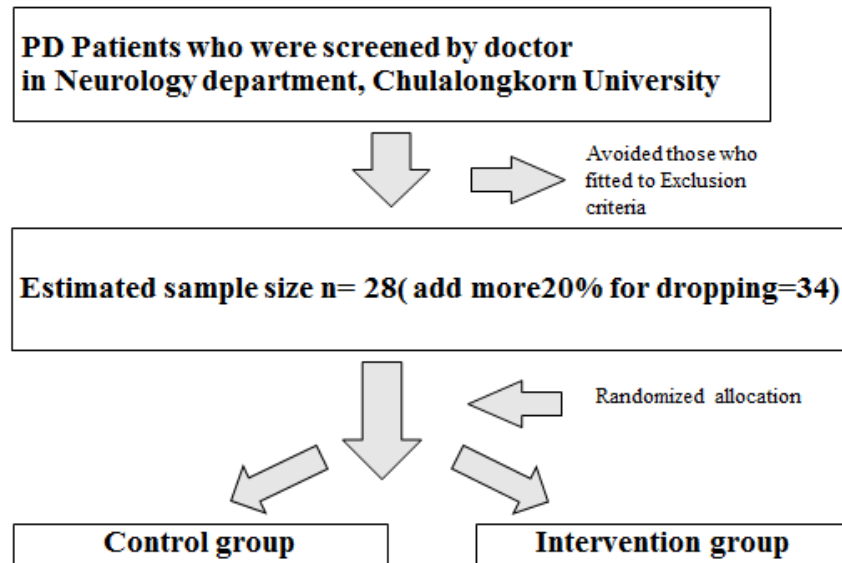 PD Patients who were screened by doctor
in Neurology department, Chulalongkorn University
Avoided those who
fitted to Exclusion
criteria
Estimated sample size n= 28( add more20% for dropping=34)
Randomized allocation
Control group
Intervention group